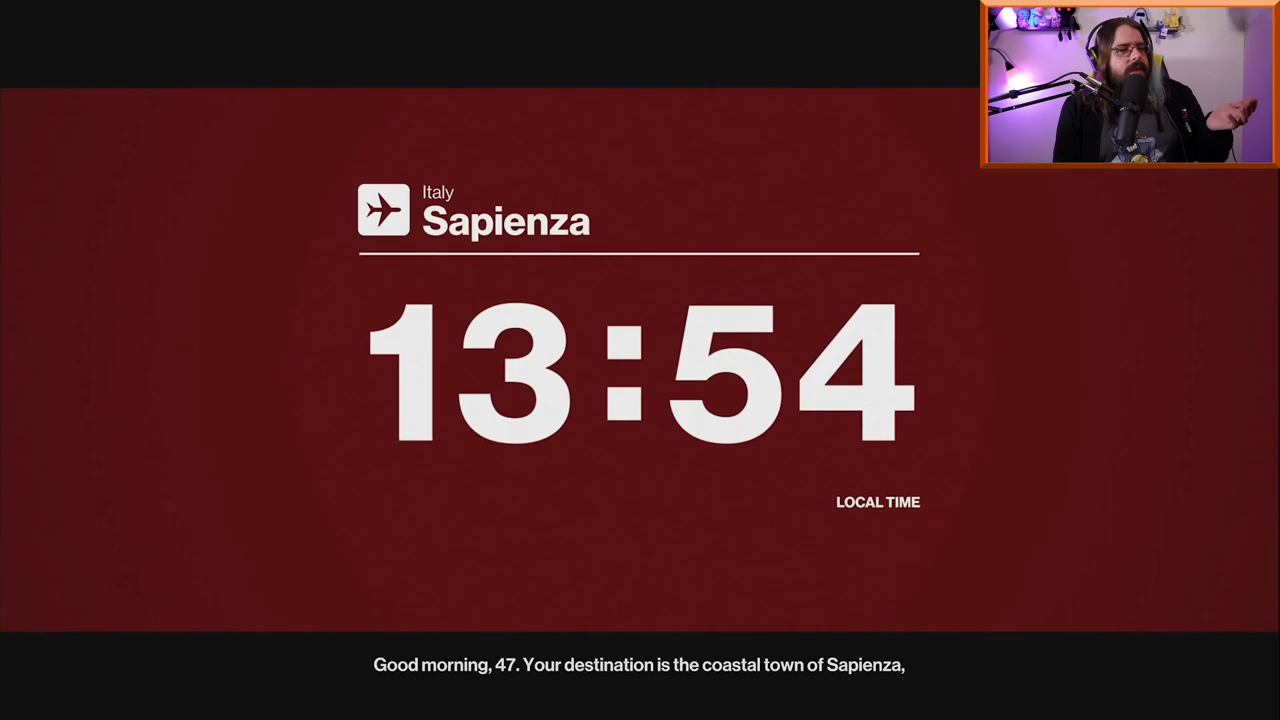 Italy
Sapienza
13:54
LOCAL TIME
Good morning, 47. Your destination is the coastal town of Sapienza,